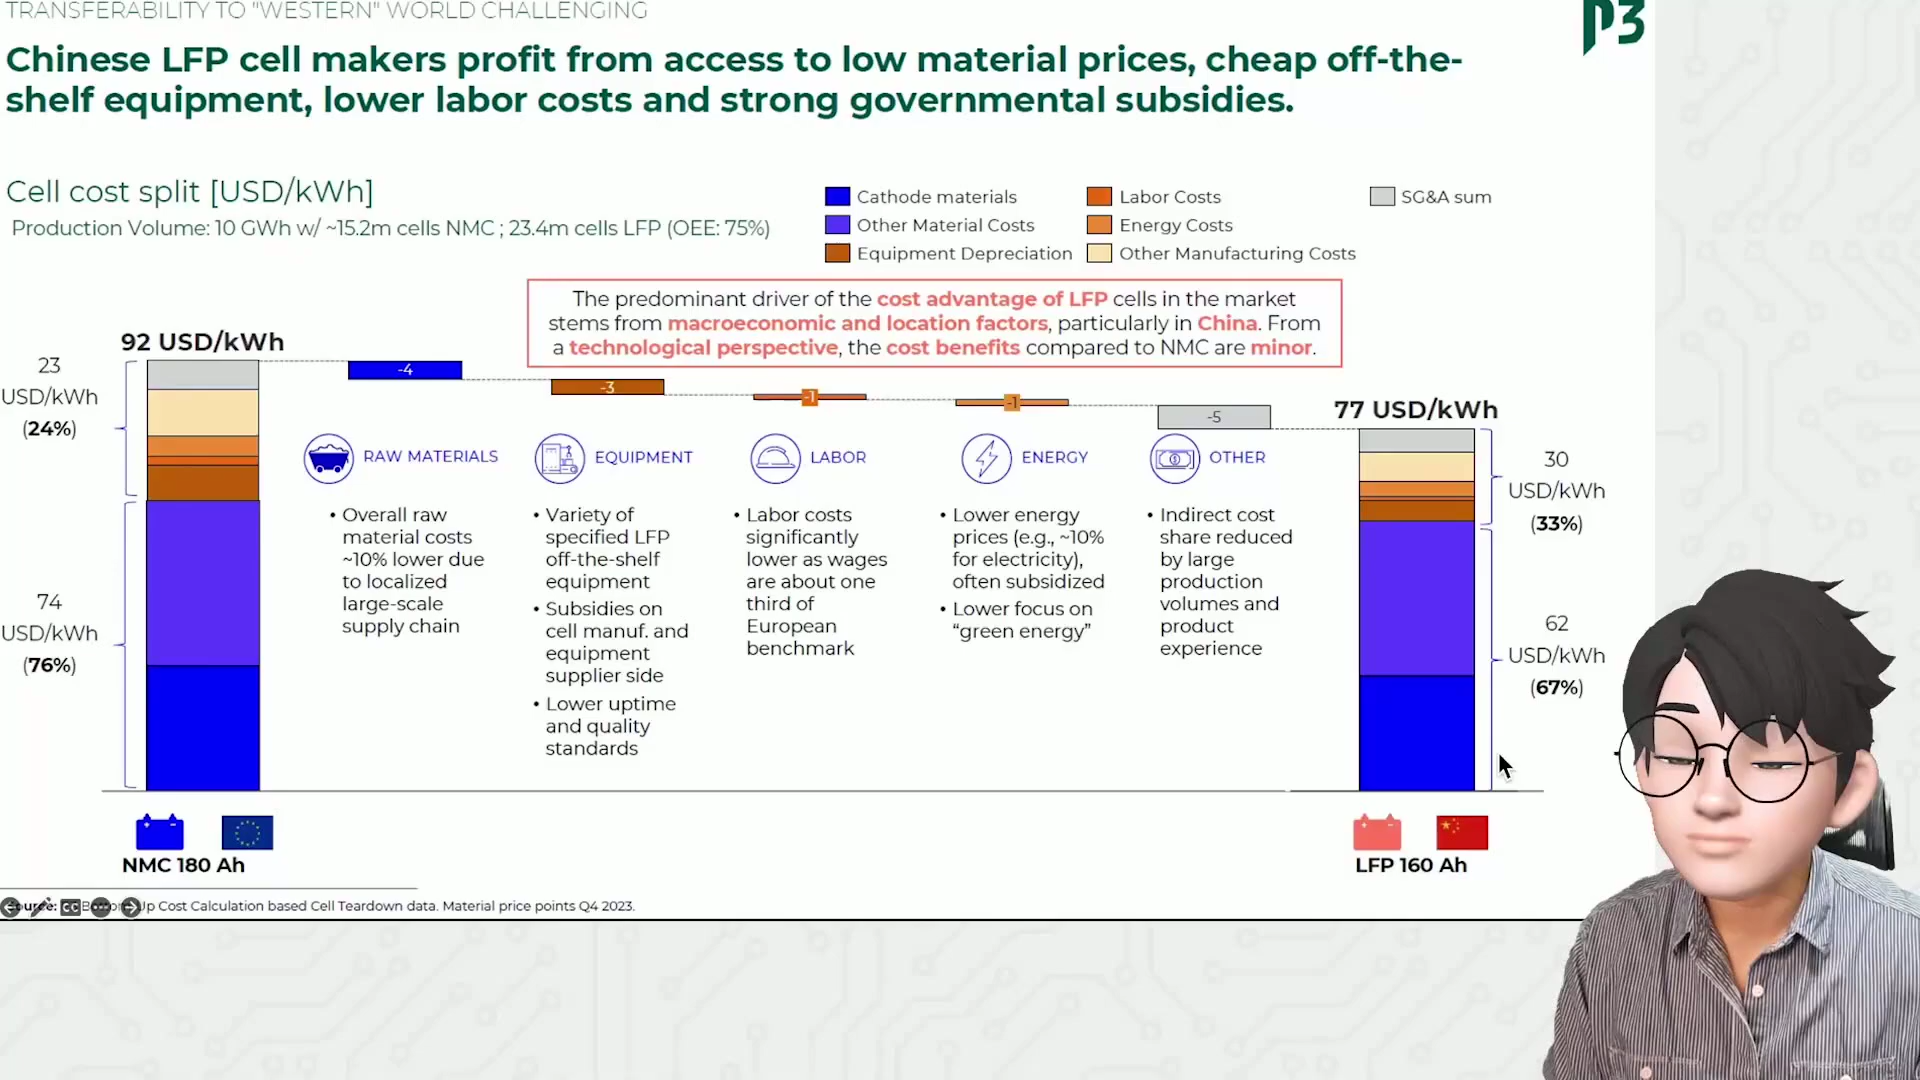 TRANSFERABILITY TO "WESTERN" WORLD CHALLENGING
P3
Chinese LFP cell makers profit from access to low material prices, cheap off-the-
shelf equipment, lower labor costs and strong governmental subsidies.
Cell cost split [USD/kWh]
Production Volume: 10 GWh w/ ~15.2m cells NMC ; 23.4m cells LFP (OEE: 75%)
Cathode materials
Other Material Costs
Equipment Depreciation
Labor Costs
Energy Costs
Other Manufacturing Costs
SG&A sum
The predominant driver of the cost advantage of LFP cells in the market
stems from macroeconomic and location factors, particularly in China. From
a technological perspective, the cost benefits compared to NMC are minor.
92 USD/kWh
23
USD/kWh
(24%)
74
USD/kWh
(76%)
-4
-3
-1
-1
-5
77 USD/kWh
30
USD/kWh
(33%)
62
USD/kWh
(67%)
RAW MATERIALS
• Overall raw
material costs
~10% lower due
to localized
large-scale
supply chain
EQUIPMENT
• Variety of
specified LFP
off-the-shelf
equipment
• Subsidies on
cell manuf. and
equipment
supplier side
• Lower uptime
and quality
standards
LABOR
• Labor costs
significantly
lower as wages
are about one
third of
European
benchmark
ENERGY
• Lower energy
prices (e.g., ~10%
for electricity),
often subsidized
• Lower focus on
“green energy”
OTHER
• Indirect cost
share reduced
by large
production
volumes and
product
experience
NMC 180 Ah
LFP 160 Ah
Up Cost Calculation based Cell Teardown data. Material price points Q4 2023.